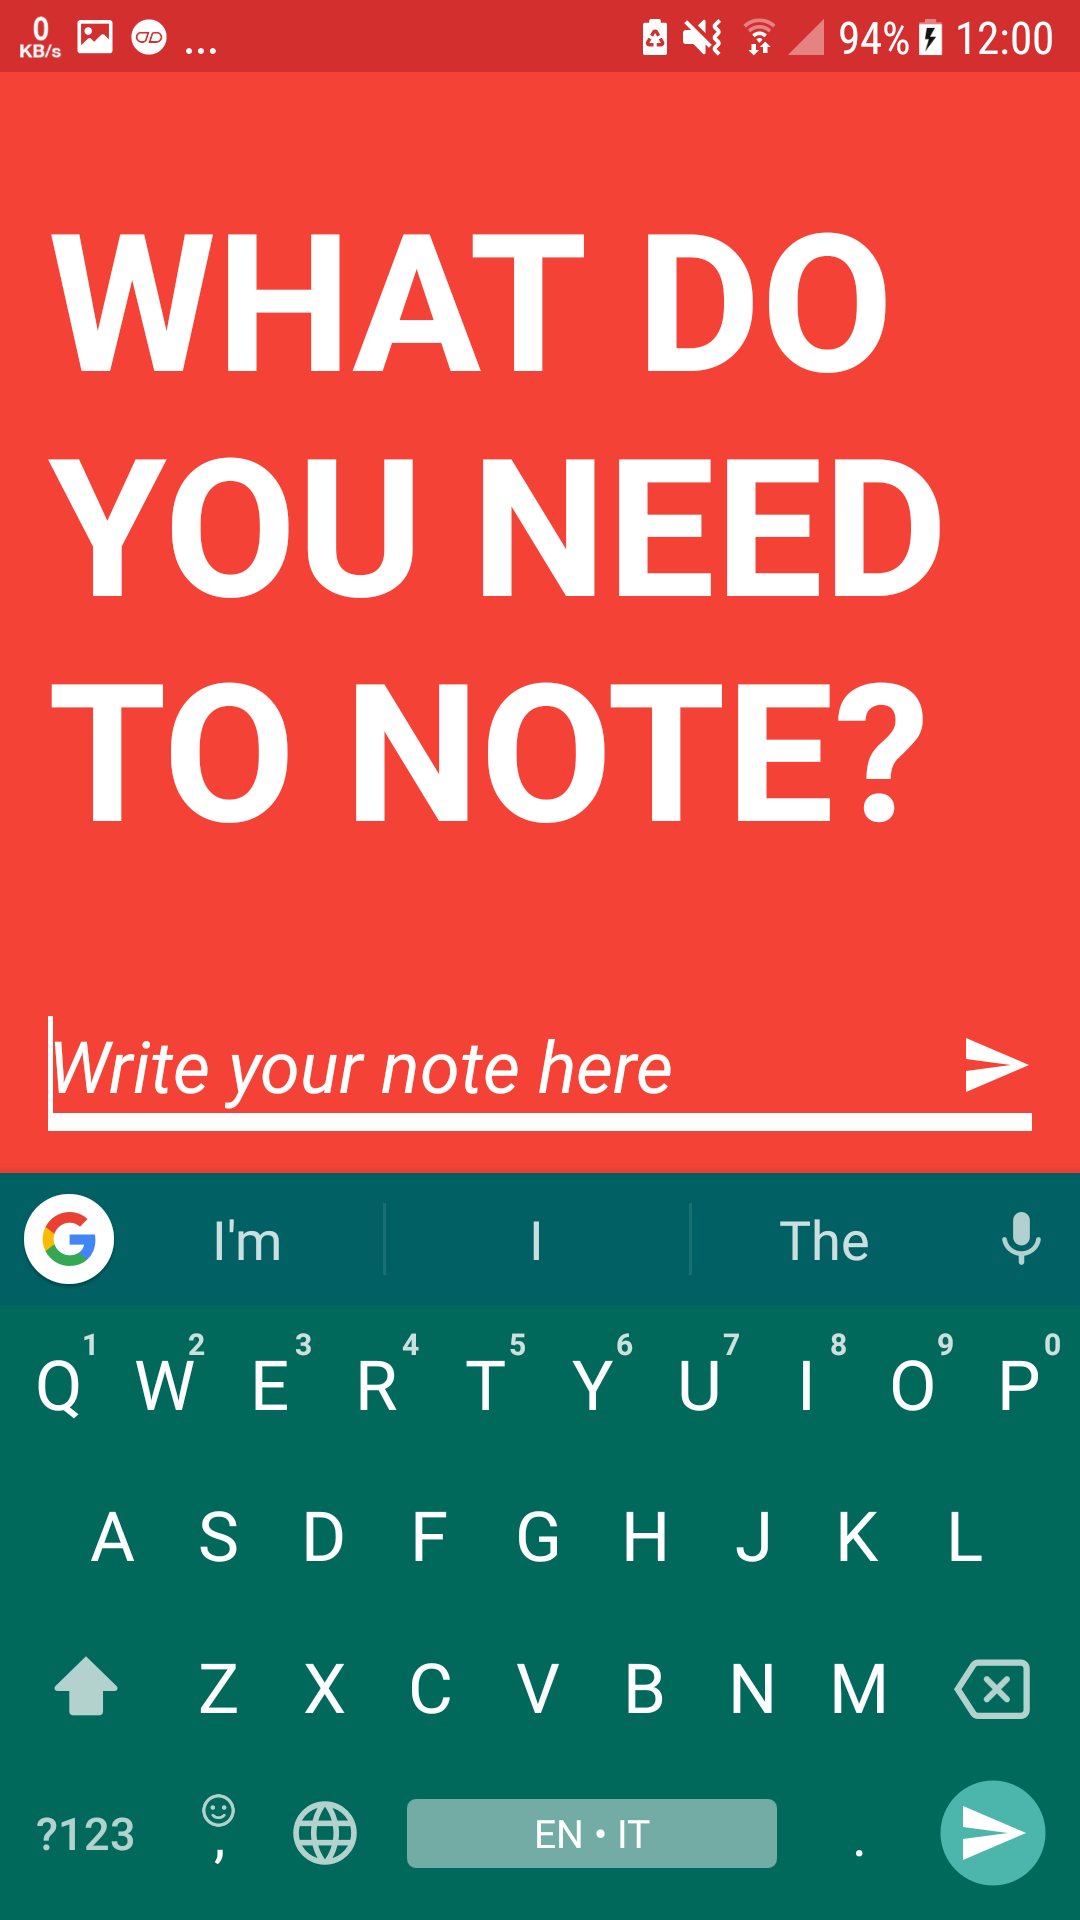 0
KB/s
... 94% 12:00
WHAT DO
YOU NEED
TO NOTE?
Write your note here
G I'm I The
1 2 3 4 5 6 7 8 9 0
Q W E R T Y U I O P
A S D F G H J K L
Z X C V B N M
?123 , EN • IT .